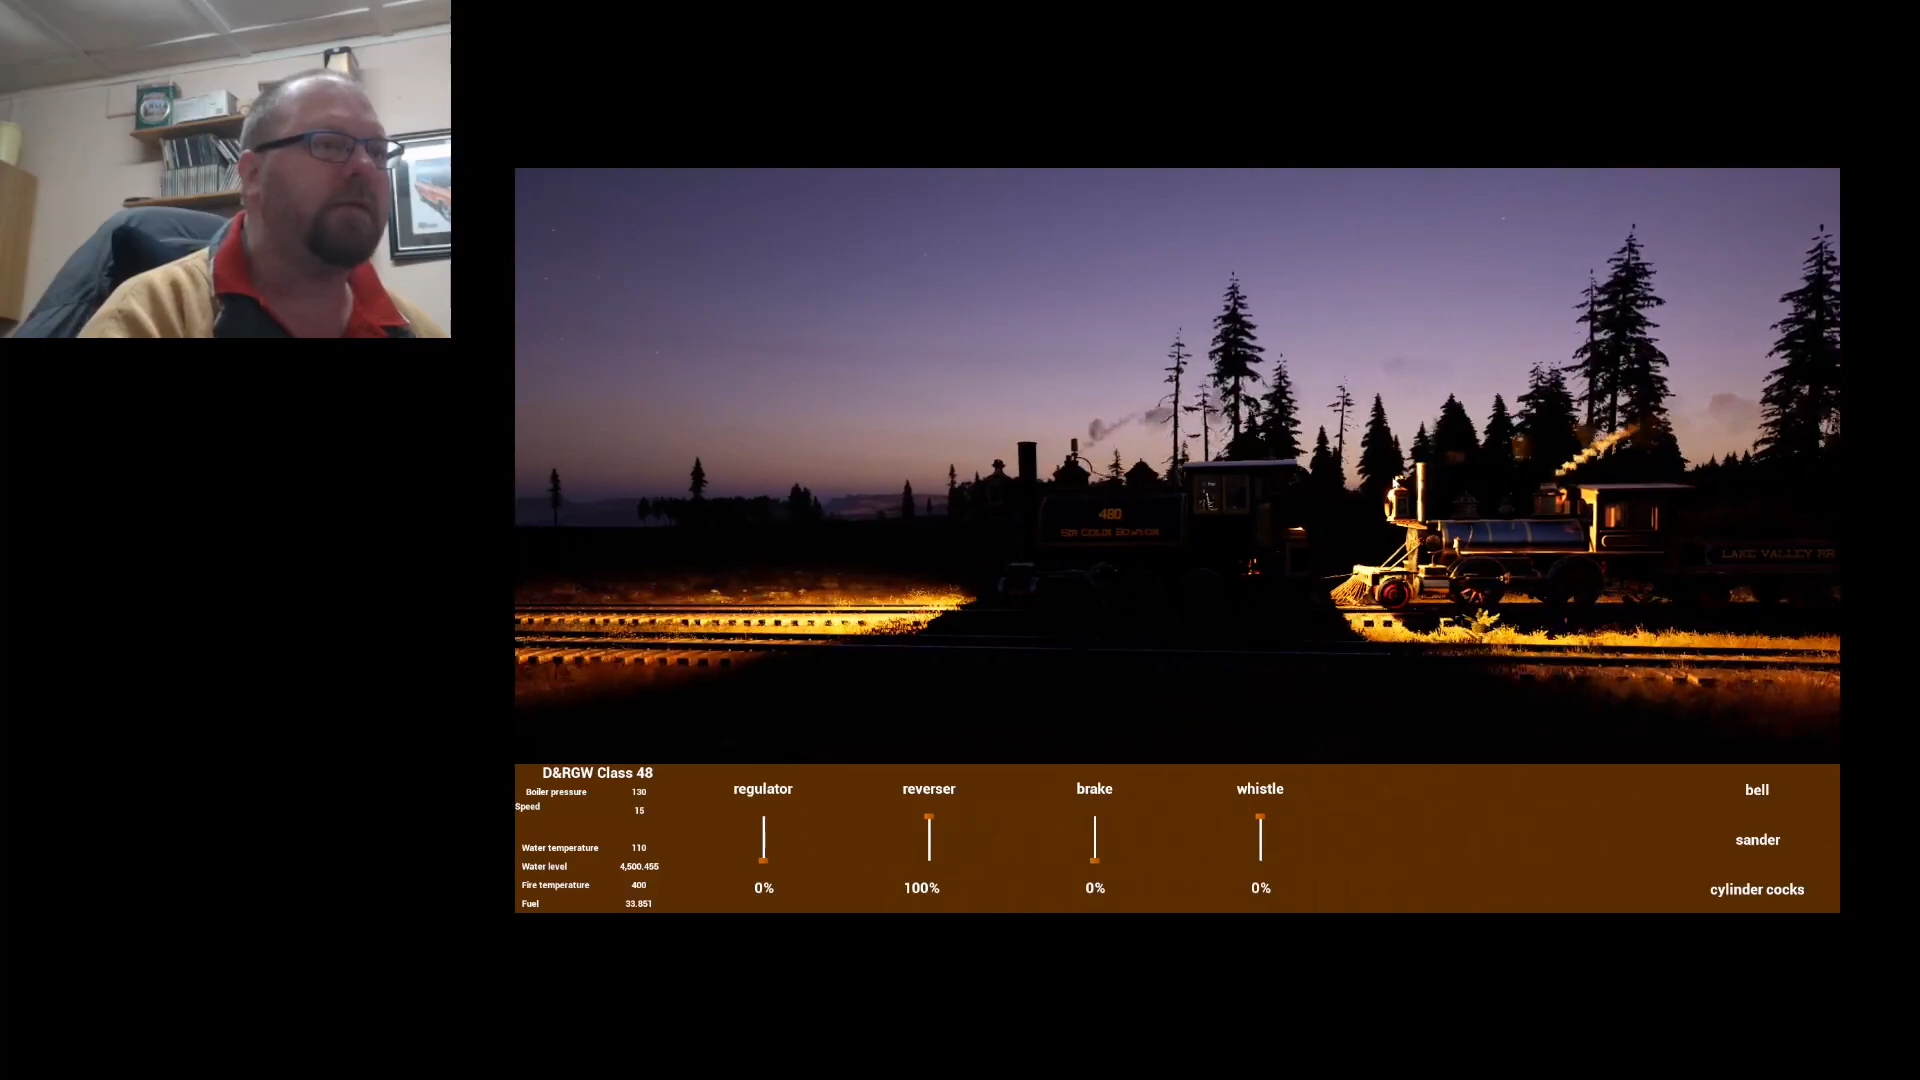 480
LAKE VALLEY RR
D&RGW Class 48
Boiler pressure 130
Speed 15
Water temperature 110
Water level 4,500.455
Fire temperature 400
Fuel 33.851
regulator
0%
reverser
100%
brake
0%
whistle
0%
bell
sander
cylinder cocks